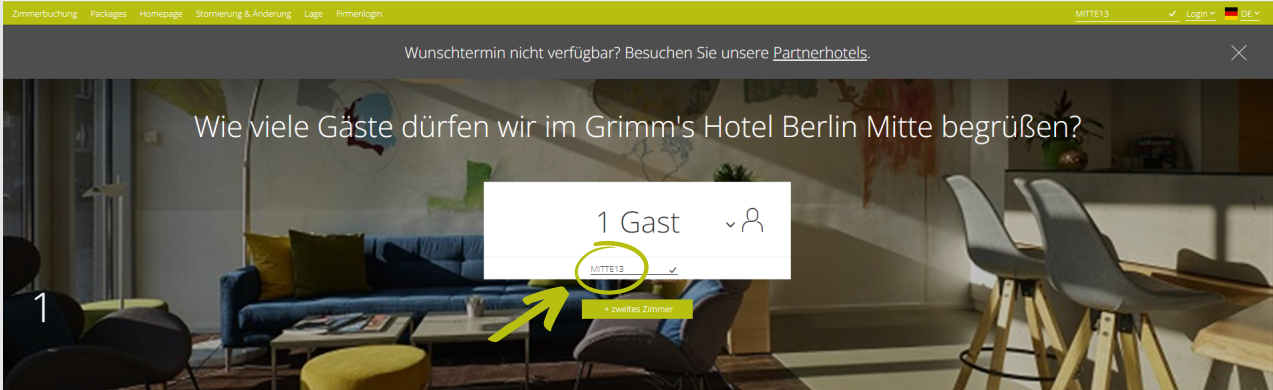 Zimmerbuchung Packages Homepage Stornierung & Änderung Lage Firmenlogin MITTE13 Login DE
Wunschtermin nicht verfügbar? Besuchen Sie unsere Partnerhotels.
Wie viele Gäste dürfen wir im Grimm's Hotel Berlin Mitte begrüßen?
1 Gast
MITTE13
1
+ zweites Zimmer